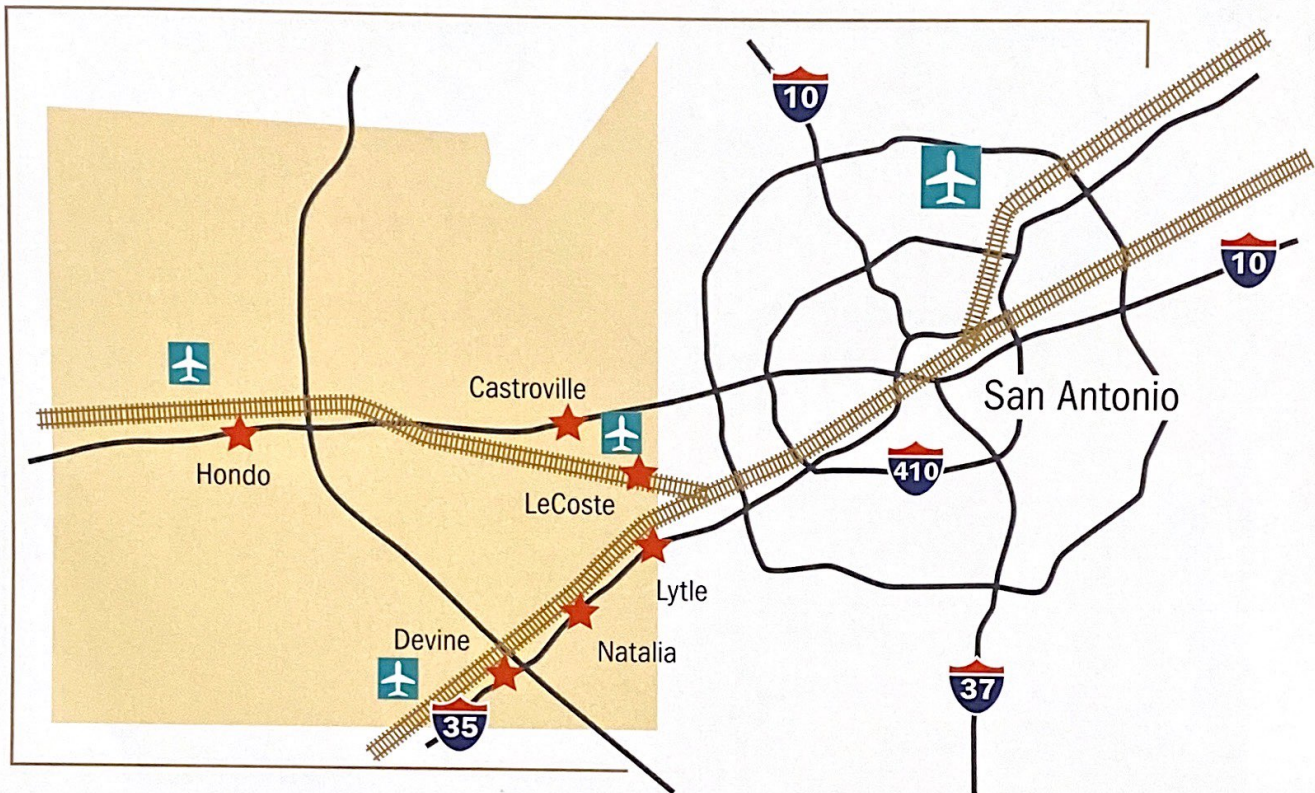 10
10
Castroville
San Antonio
Hondo
410
LeCoste
Lytle
Devine
Natalia
37
35